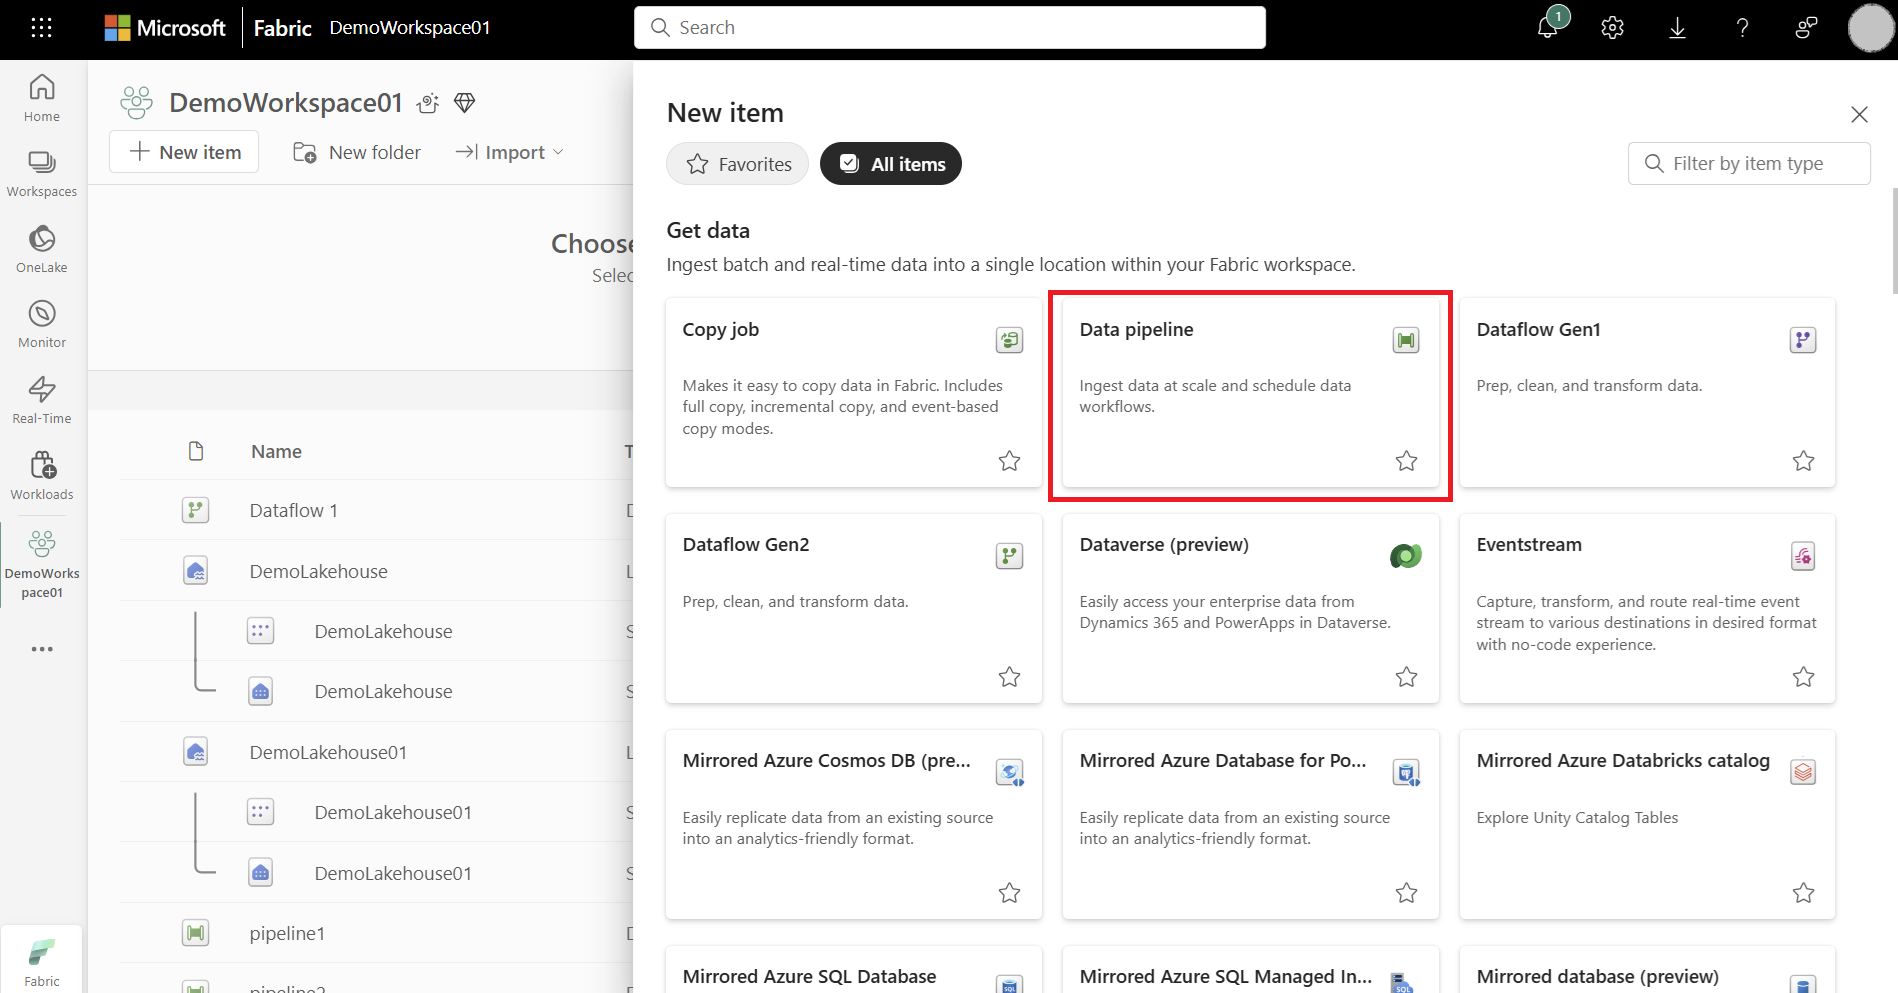 Microsoft Fabric DemoWorkspace01
Search
1
Home
Workspaces
OneLake
Monitor
Real-Time
Workloads
DemoWorks
pace01
Fabric
DemoWorkspace01
New item New folder Import
Choose
Selec
Name T
Dataflow 1 D
DemoLakehouse L
DemoLakehouse S
DemoLakehouse S
DemoLakehouse01 L
DemoLakehouse01 S
DemoLakehouse01 S
pipeline1 D
pipeline2
New item
Favorites All items
Filter by item type
Get data
Ingest batch and real-time data into a single location within your Fabric workspace.
Copy job
Makes it easy to copy data in Fabric. Includes
full copy, incremental copy, and event-based
copy modes.
Data pipeline
Ingest data at scale and schedule data
workflows.
Dataflow Gen1
Prep, clean, and transform data.
Dataflow Gen2
Prep, clean, and transform data.
Dataverse (preview)
Easily access your enterprise data from
Dynamics 365 and PowerApps in Dataverse.
Eventstream
Capture, transform, and route real-time event
stream to various destinations in desired format
with no-code experience.
Mirrored Azure Cosmos DB (pre...
Easily replicate data from an existing source
into an analytics-friendly format.
Mirrored Azure Database for Po...
Easily replicate data from an existing source
into an analytics-friendly format.
Mirrored Azure Databricks catalog
Explore Unity Catalog Tables
Mirrored Azure SQL Database
SQL
Mirrored Azure SQL Managed In...
SQL
Mirrored database (preview)